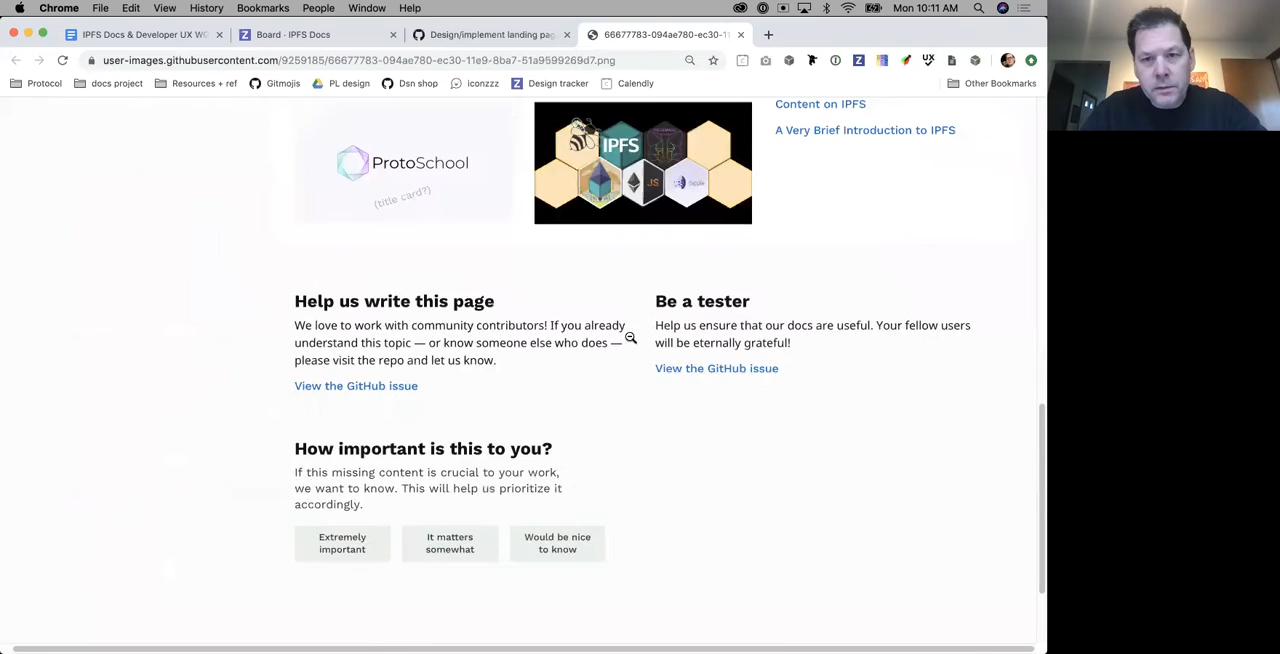 Chrome File Edit View History Bookmarks People Window Help Mon 10:11 AM
IPFS Docs & Developer UX WG Board · IPFS Docs Design/implement landing pag 66677783-094ae780-ec30-11
user-images.githubusercontent.com/9259185/66677783-094ae780-ec30-11e9-8ba7-51a9599269d7.png
Protocol docs project Resources + ref Gitmojis PL design Dsn shop iconzzz Design tracker Calendly Other Bookmarks
Content on IPFS
A Very Brief Introduction to IPFS
ProtoSchool
(title card?)
IPFS
JS
Help us write this page
We love to work with community contributors! If you already
understand this topic — or know someone else who does —
please visit the repo and let us know.
View the GitHub issue
Be a tester
Help us ensure that our docs are useful. Your fellow users
will be eternally grateful!
View the GitHub issue
How important is this to you?
If this missing content is crucial to your work,
we want to know. This will help us prioritize it
accordingly.
Extremely
important
It matters
somewhat
Would be nice
to know